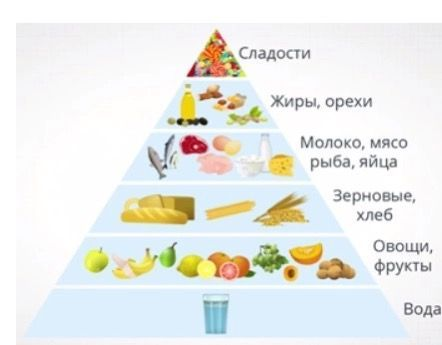 Сладости
Жиры, орехи
Молоко, мясо
рыба, яйца
Зерновые,
хлеб
Овощи,
фрукты
Вода